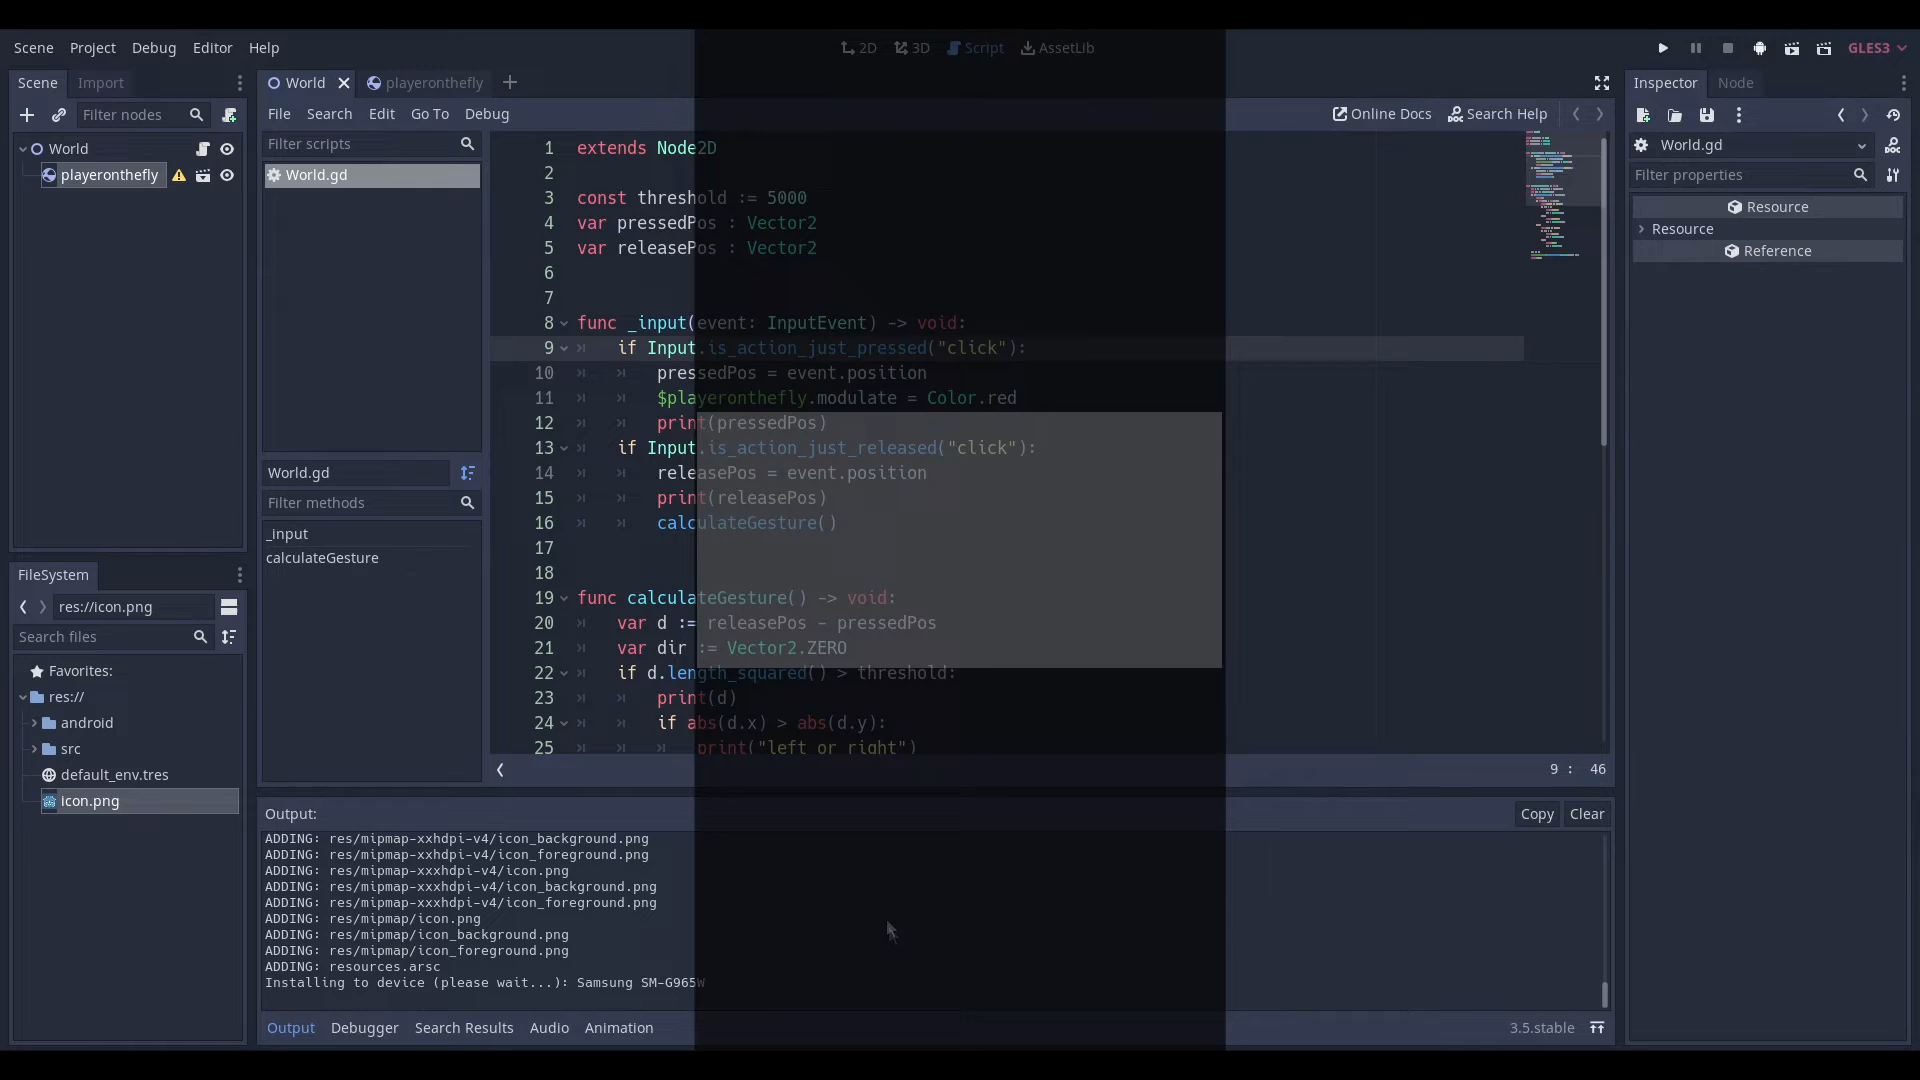 Scene Project Debug Editor Help 2D 3D Script AssetLib GLES3
Scene Import
World playeronthefly
Inspector Node
Filter nodes
File Search Edit Go To Debug Online Docs Search Help
World
playeronthefly
Filter scripts
World.gd
World.gd
Filter methods
_input
calculateGesture
1 extends Node2D
2
3 const threshold := 5000
4 var pressedPos : Vector2
5 var releasePos : Vector2
6
7
8 func _input(event: InputEvent) -> void:
9 if Input.is_action_just_pressed("click"):
10 pressedPos = event.position
11 $playeronthefly.modulate = Color.red
12 print(pressedPos)
13 if Input.is_action_just_released("click"):
14 releasePos = event.position
15 print(releasePos)
16 calculateGesture()
17
18
19 func calculateGesture() -> void:
20 var d := releasePos - pressedPos
21 var dir := Vector2.ZERO
22 if d.length_squared() > threshold:
23 print(d)
24 if abs(d.x) > abs(d.y):
25 print("left or right")
9 : 46
World.gd
Filter properties
Resource
Resource
Reference
FileSystem
res://icon.png
Search files
Favorites:
res://
android
src
default_env.tres
icon.png
Output: Copy Clear
ADDING: res/mipmap-xxhdpi-v4/icon_background.png
ADDING: res/mipmap-xxhdpi-v4/icon_foreground.png
ADDING: res/mipmap-xxxhdpi-v4/icon.png
ADDING: res/mipmap-xxxhdpi-v4/icon_background.png
ADDING: res/mipmap-xxxhdpi-v4/icon_foreground.png
ADDING: res/mipmap/icon.png
ADDING: res/mipmap/icon_background.png
ADDING: res/mipmap/icon_foreground.png
ADDING: resources.arsc
Installing to device (please wait...): Samsung SM-G965W
Output Debugger Search Results Audio Animation 3.5.stable